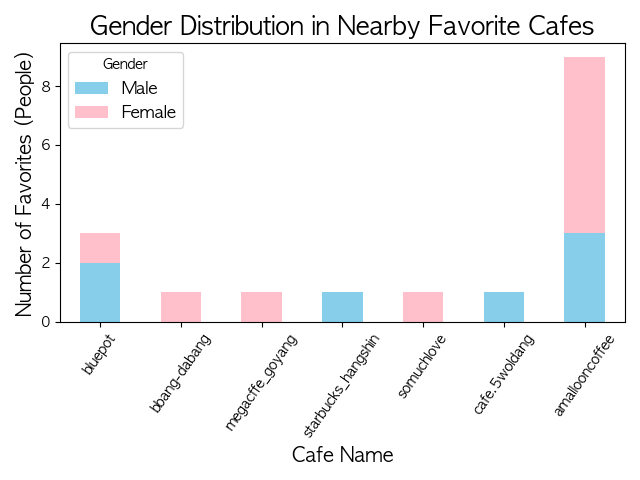 Gender Distribution in Nearby Favorite Cafes
Number of Favorites (People)
8
6
4
2
0
Gender
Male
Female
bluepot
bbang-dabang
megacffe_goyang
starbucks_hangshin
somuchlove
cafe.5woldang
amallooncoffee
Cafe Name